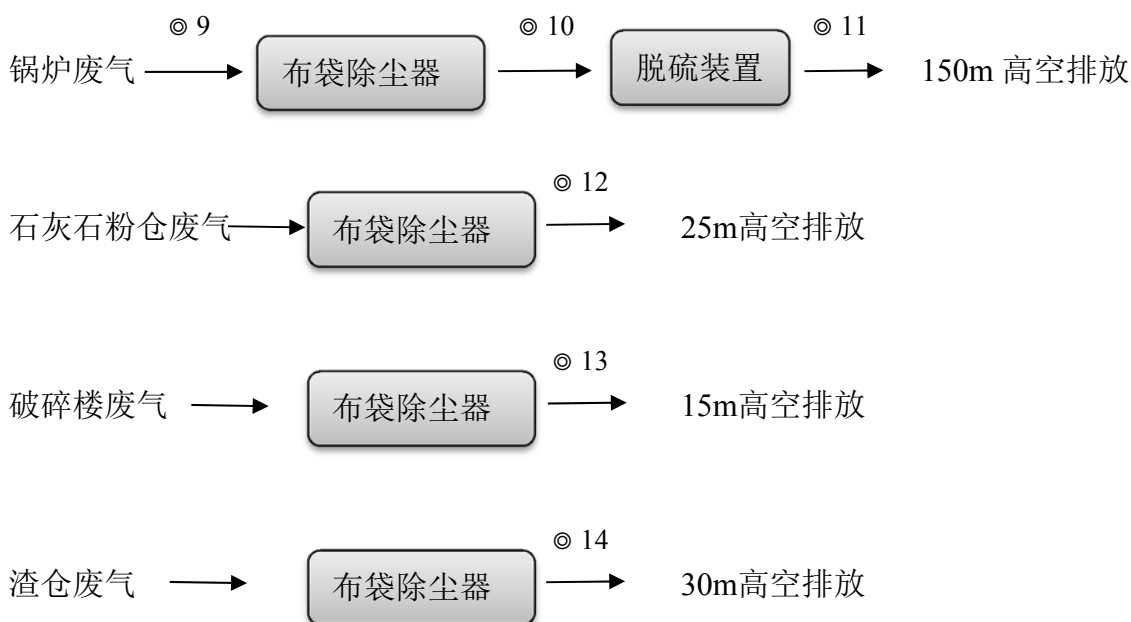 ◎ 9 ◎ 10 ◎ 11
锅炉废气 布袋除尘器 脱硫装置 150m 高空排放
◎ 12
石灰石粉仓废气 布袋除尘器 25m高空排放
◎ 13
破碎楼废气 布袋除尘器 15m高空排放
◎ 14
渣仓废气 布袋除尘器 30m高空排放